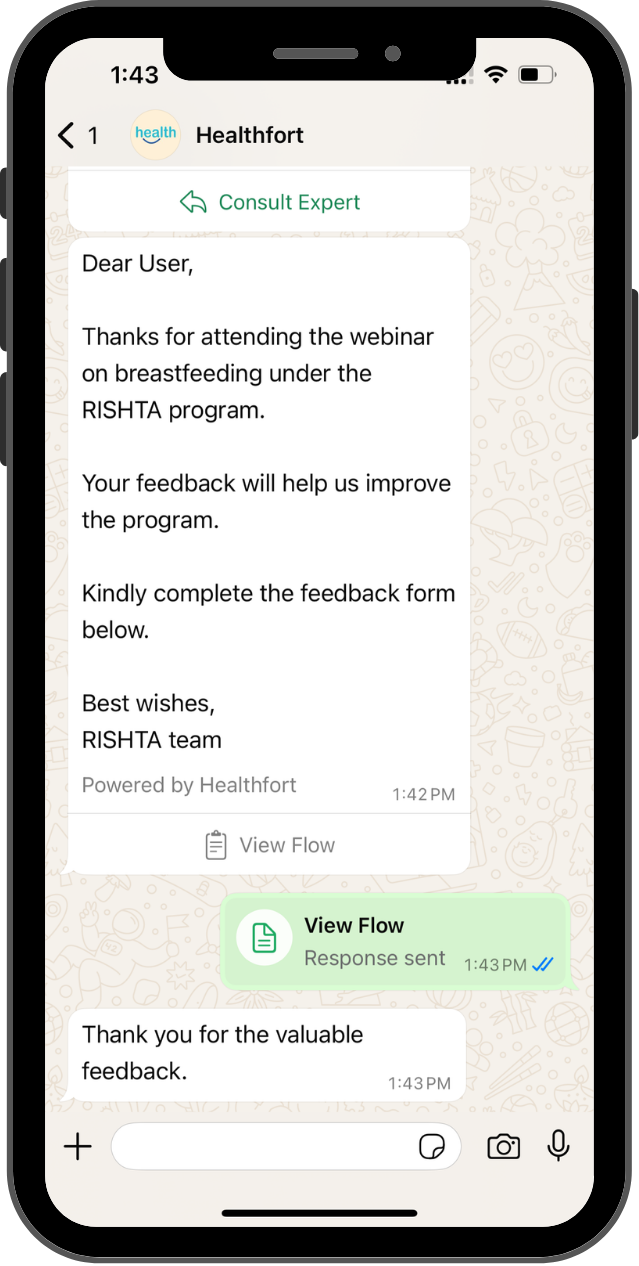 1:43
1
health
Healthfort
Consult Expert
Dear User,
Thanks for attending the webinar
on breastfeeding under the
RISHTA program.
Your feedback will help us improve
the program.
Kindly complete the feedback form
below.
Best wishes,
RISHTA team
Powered by Healthfort
1:42 PM
View Flow
View Flow
Response sent
1:43 PM
Thank you for the valuable
feedback.
1:43 PM